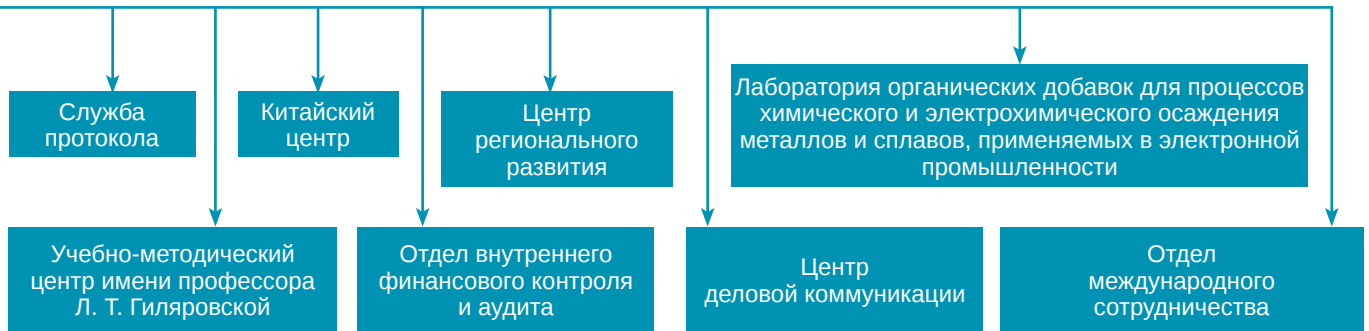 Служба
протокола
Китайский
центр
Центр
регионального
развития
Лаборатория органических добавок для процессов
химического и электрохимического осаждения
металлов и сплавов, применяемых в электронной
промышленности
Учебно-методический
центр имени профессора
Л. Т. Гиляровской
Отдел внутреннего
финансового контроля
и аудита
Центр
деловой коммуникации
Отдел
международного
сотрудничества